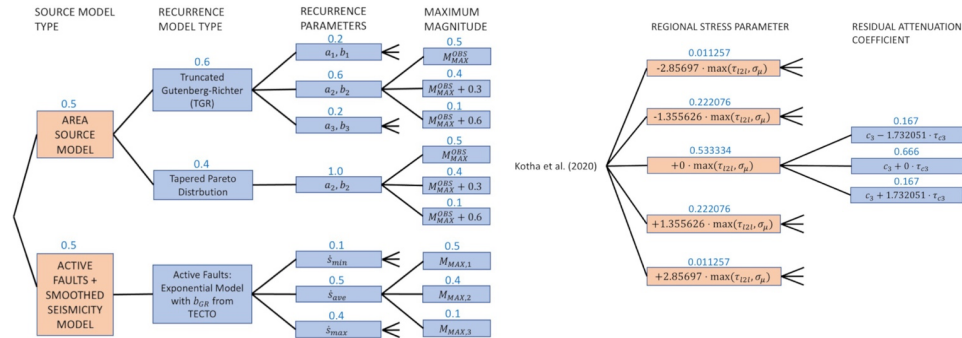 SOURCE MODEL
TYPE
RECURRENCE
MODEL TYPE
RECURRENCE
PARAMETERS
MAXIMUM
MAGNITUDE
0.5
AREA
SOURCE
MODEL
0.6
Truncated
Gutenberg-Richter
(TGR)
0.2
a₁, b₁
0.6
a₂, b₂
0.2
a₃, b₃
0.5
M_MAX^OBS
0.4
M_MAX^OBS + 0.3
0.1
M_MAX^OBS + 0.6
0.4
Tapered Pareto
Distrbution
1.0
a₂, b₂
0.5
M_MAX^OBS
0.4
M_MAX^OBS + 0.3
0.1
M_MAX^OBS + 0.6
0.5
ACTIVE
FAULTS +
SMOOTHED
SEISMICITY
MODEL
Active Faults:
Exponential Model
with b_GR from
TECTO
0.1
ṡ_min
0.5
ṡ_ave
0.4
ṡ_max
0.5
M_MAX,1
0.4
M_MAX,2
0.1
M_MAX,3
REGIONAL STRESS PARAMETER
RESIDUAL ATTENUATION
COEFFICIENT
Kotha et al. (2020)
0.011257
-2.85697 · max(τ_l2l, σ_μ)
0.222076
-1.355626 · max(τ_l2l, σ_μ)
0.533334
+0 · max(τ_l2l, σ_μ)
0.222076
+1.355626 · max(τ_l2l, σ_μ)
0.011257
+2.85697 · max(τ_l2l, σ_μ)
0.167
c₃ − 1.732051 · τ_c3
0.666
c₃ + 0 · τ_c3
0.167
c₃ + 1.732051 · τ_c3